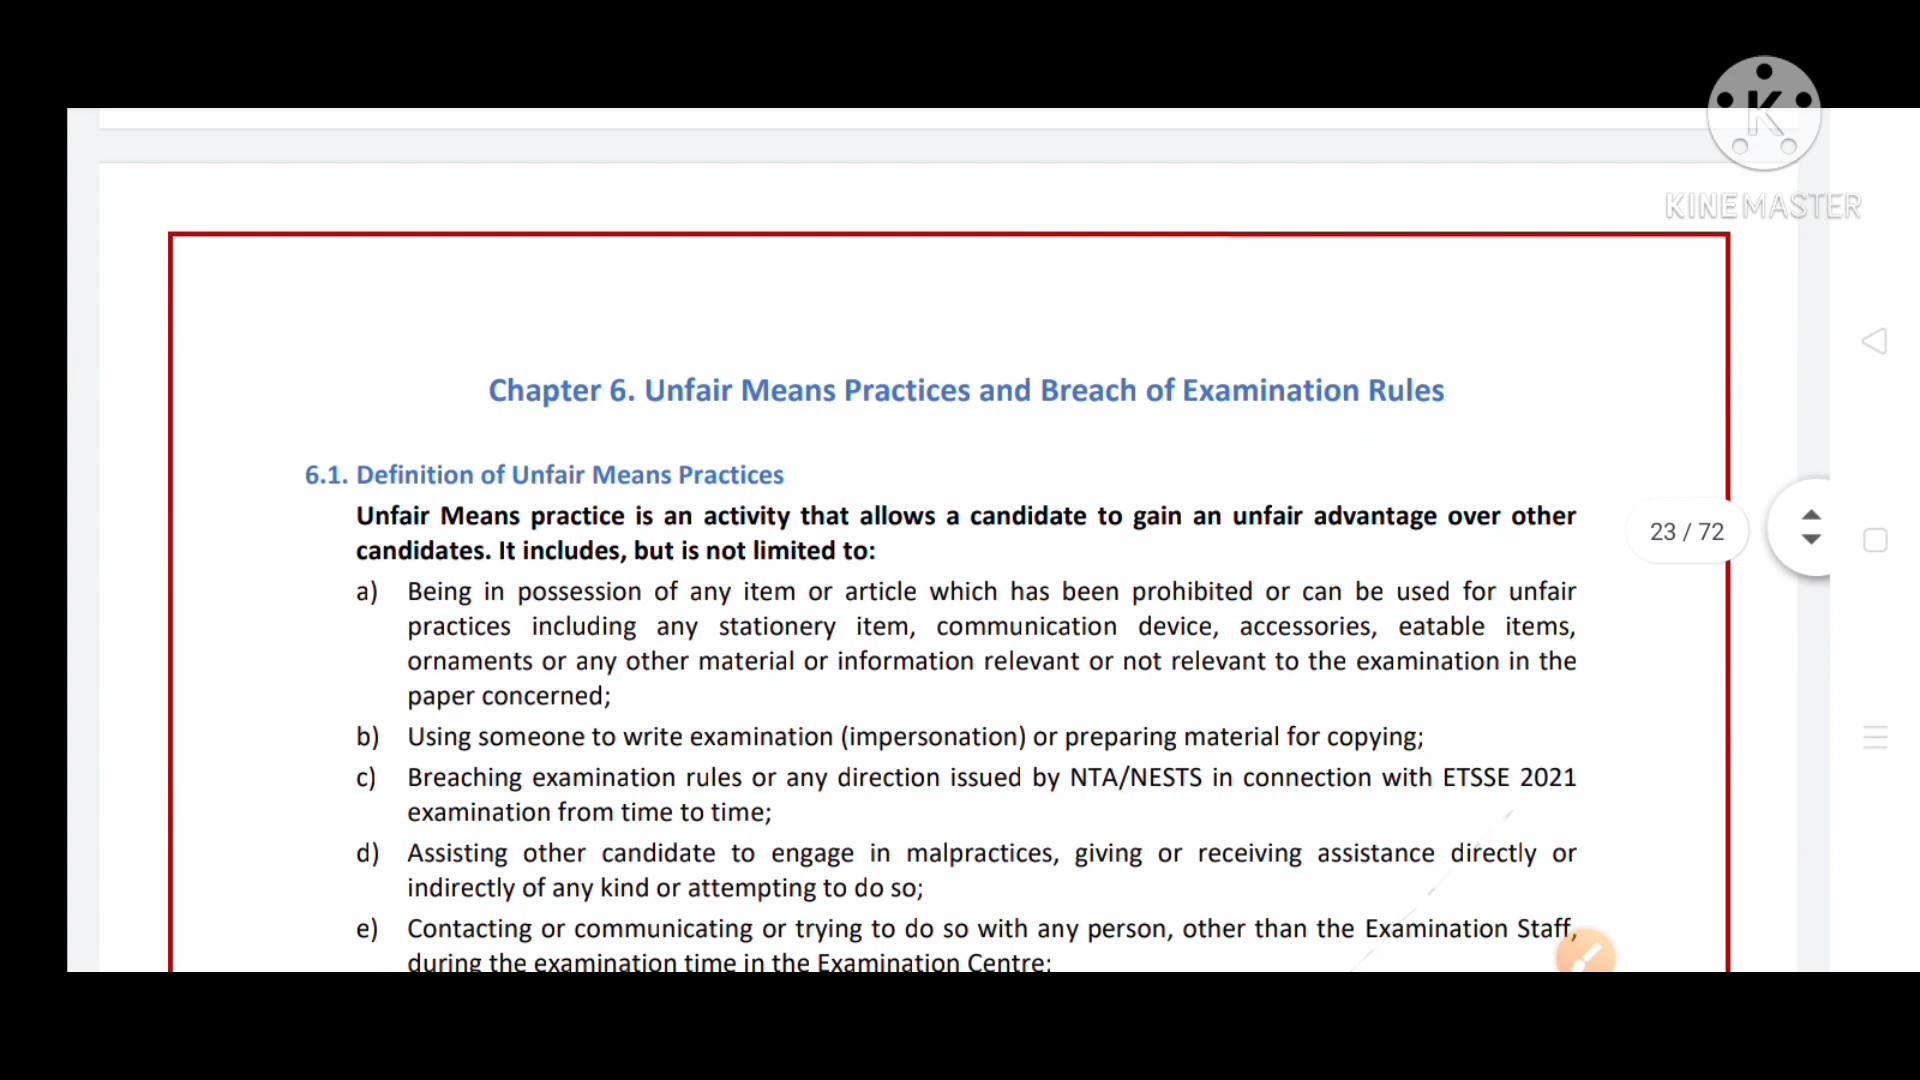 K
KINEMASTER
Chapter 6. Unfair Means Practices and Breach of Examination Rules
6.1. Definition of Unfair Means Practices
Unfair Means practice is an activity that allows a candidate to gain an unfair advantage over other
candidates. It includes, but is not limited to:
23 / 72
a) Being in possession of any item or article which has been prohibited or can be used for unfair
practices including any stationery item, communication device, accessories, eatable items,
ornaments or any other material or information relevant or not relevant to the examination in the
paper concerned;
b) Using someone to write examination (impersonation) or preparing material for copying;
c) Breaching examination rules or any direction issued by NTA/NESTS in connection with ETSSE 2021
examination from time to time;
d) Assisting other candidate to engage in malpractices, giving or receiving assistance directly or
indirectly of any kind or attempting to do so;
e) Contacting or communicating or trying to do so with any person, other than the Examination Staff,
during the examination time in the Examination Centre;